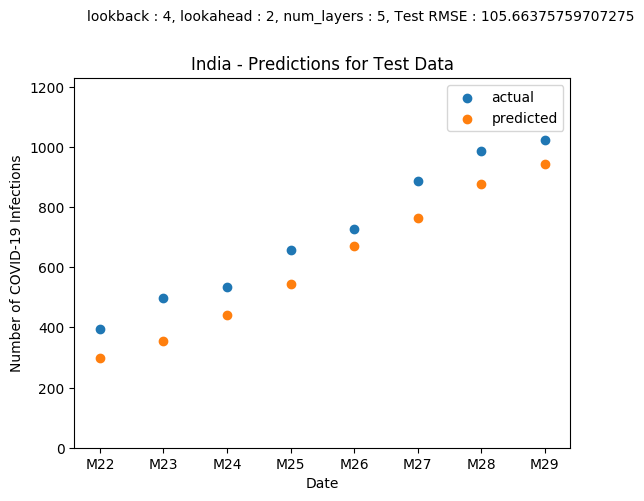 lookback : 4, lookahead : 2, num_layers : 5, Test RMSE : 105.66375759707275
India - Predictions for Test Data
actual
predicted
1200
1000
800
600
400
200
0
Number of COVID-19 Infections
M22 M23 M24 M25 M26 M27 M28 M29
Date